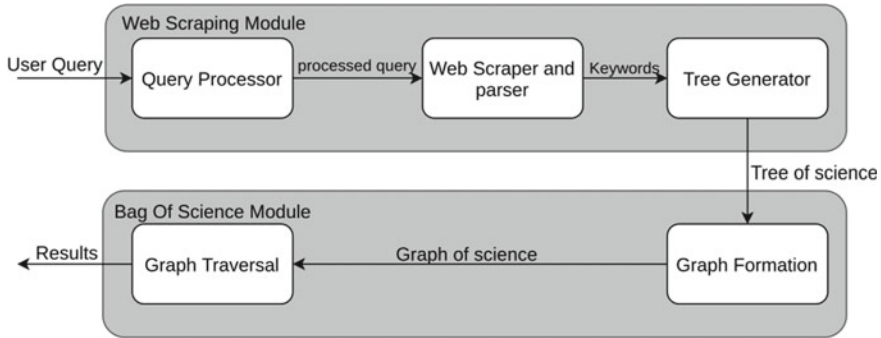 Web Scraping Module
User Query
Query Processor
processed query
Web Scraper and
parser
Keywords
Tree Generator
Tree of science
Bag Of Science Module
Results
Graph Traversal
Graph of science
Graph Formation